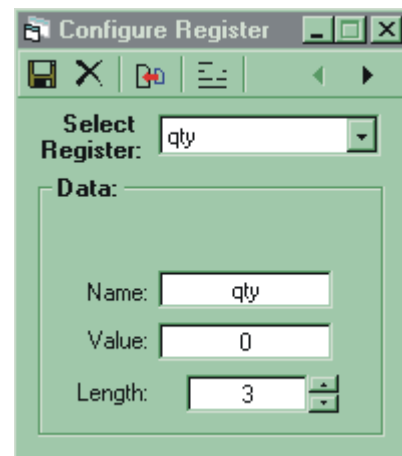 Configure Register
Select
Register:
qty
Data:
Name: qty
Value: 0
Length: 3